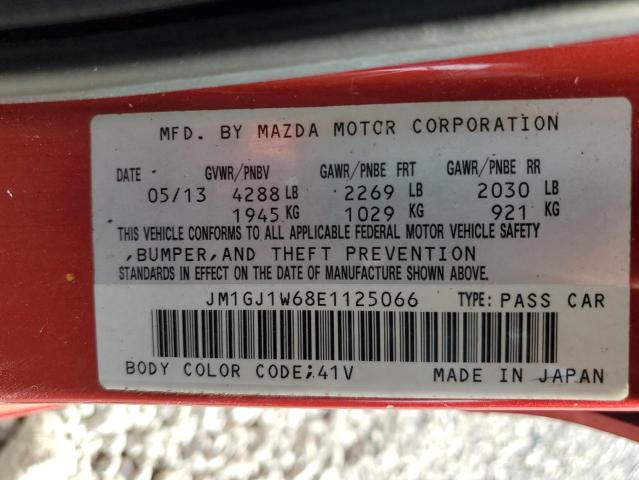 MFD. BY MAZDA MOTOR CORPORATION
DATE GVWR/PNBV GAWR/PNBE FRT GAWR/PNBE RR
05/13 4288 LB 2269 LB 2030 LB
1945 KG 1029 KG 921 KG
THIS VEHICLE CONFORMS TO ALL APPLICABLE FEDERAL MOTOR VEHICLE SAFETY
,BUMPER,AND THEFT PREVENTION
STANDARDS IN EFFECT ON THE DATE OF MANUFACTURE SHOWN ABOVE.
JM1GJ1W68E1125066 TYPE: PASS CAR
BODY COLOR CODE;41V MADE IN JAPAN